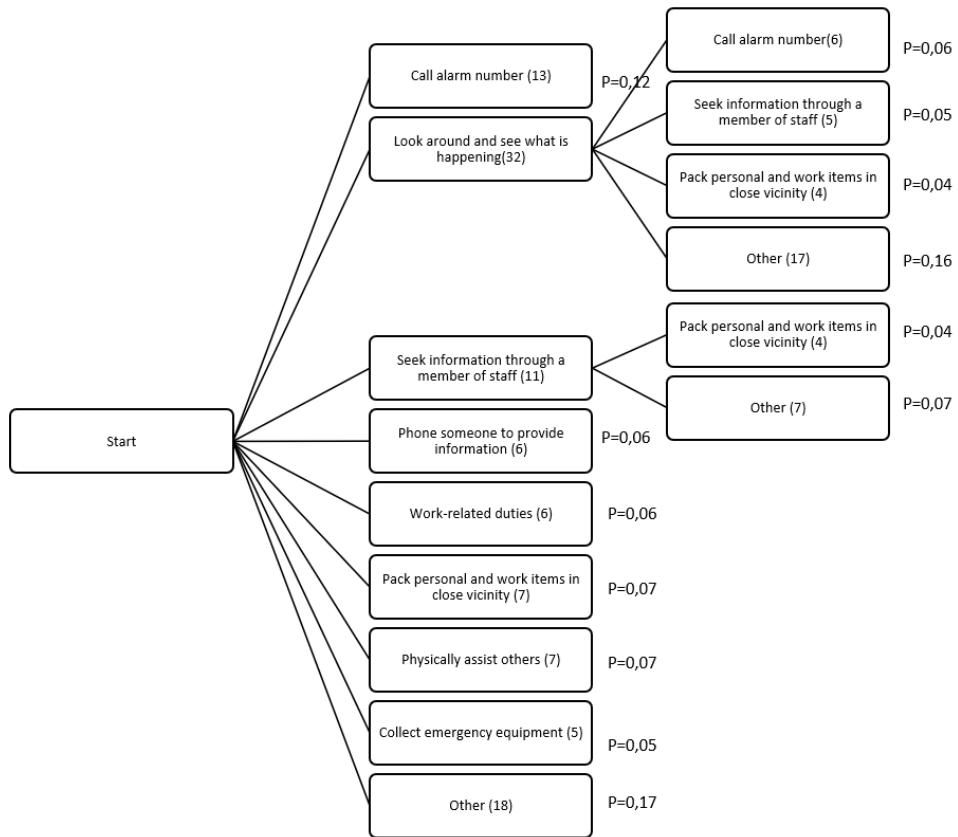 Call alarm number(6)
P=0,06
Call alarm number (13)
P=0,12
Seek information through a
member of staff (5)
P=0,05
Look around and see what is
happening(32)
Pack personal and work items in
close vicinity (4)
P=0,04
Other (17)
P=0,16
Pack personal and work items in
close vicinity (4)
P=0,04
Seek information through a
member of staff (11)
Other (7)
P=0,07
Start
Phone someone to provide
information (6)
P=0,06
Work-related duties (6)
P=0,06
Pack personal and work items in
close vicinity (7)
P=0,07
Physically assist others (7)
P=0,07
Collect emergency equipment (5)
P=0,05
Other (18)
P=0,17